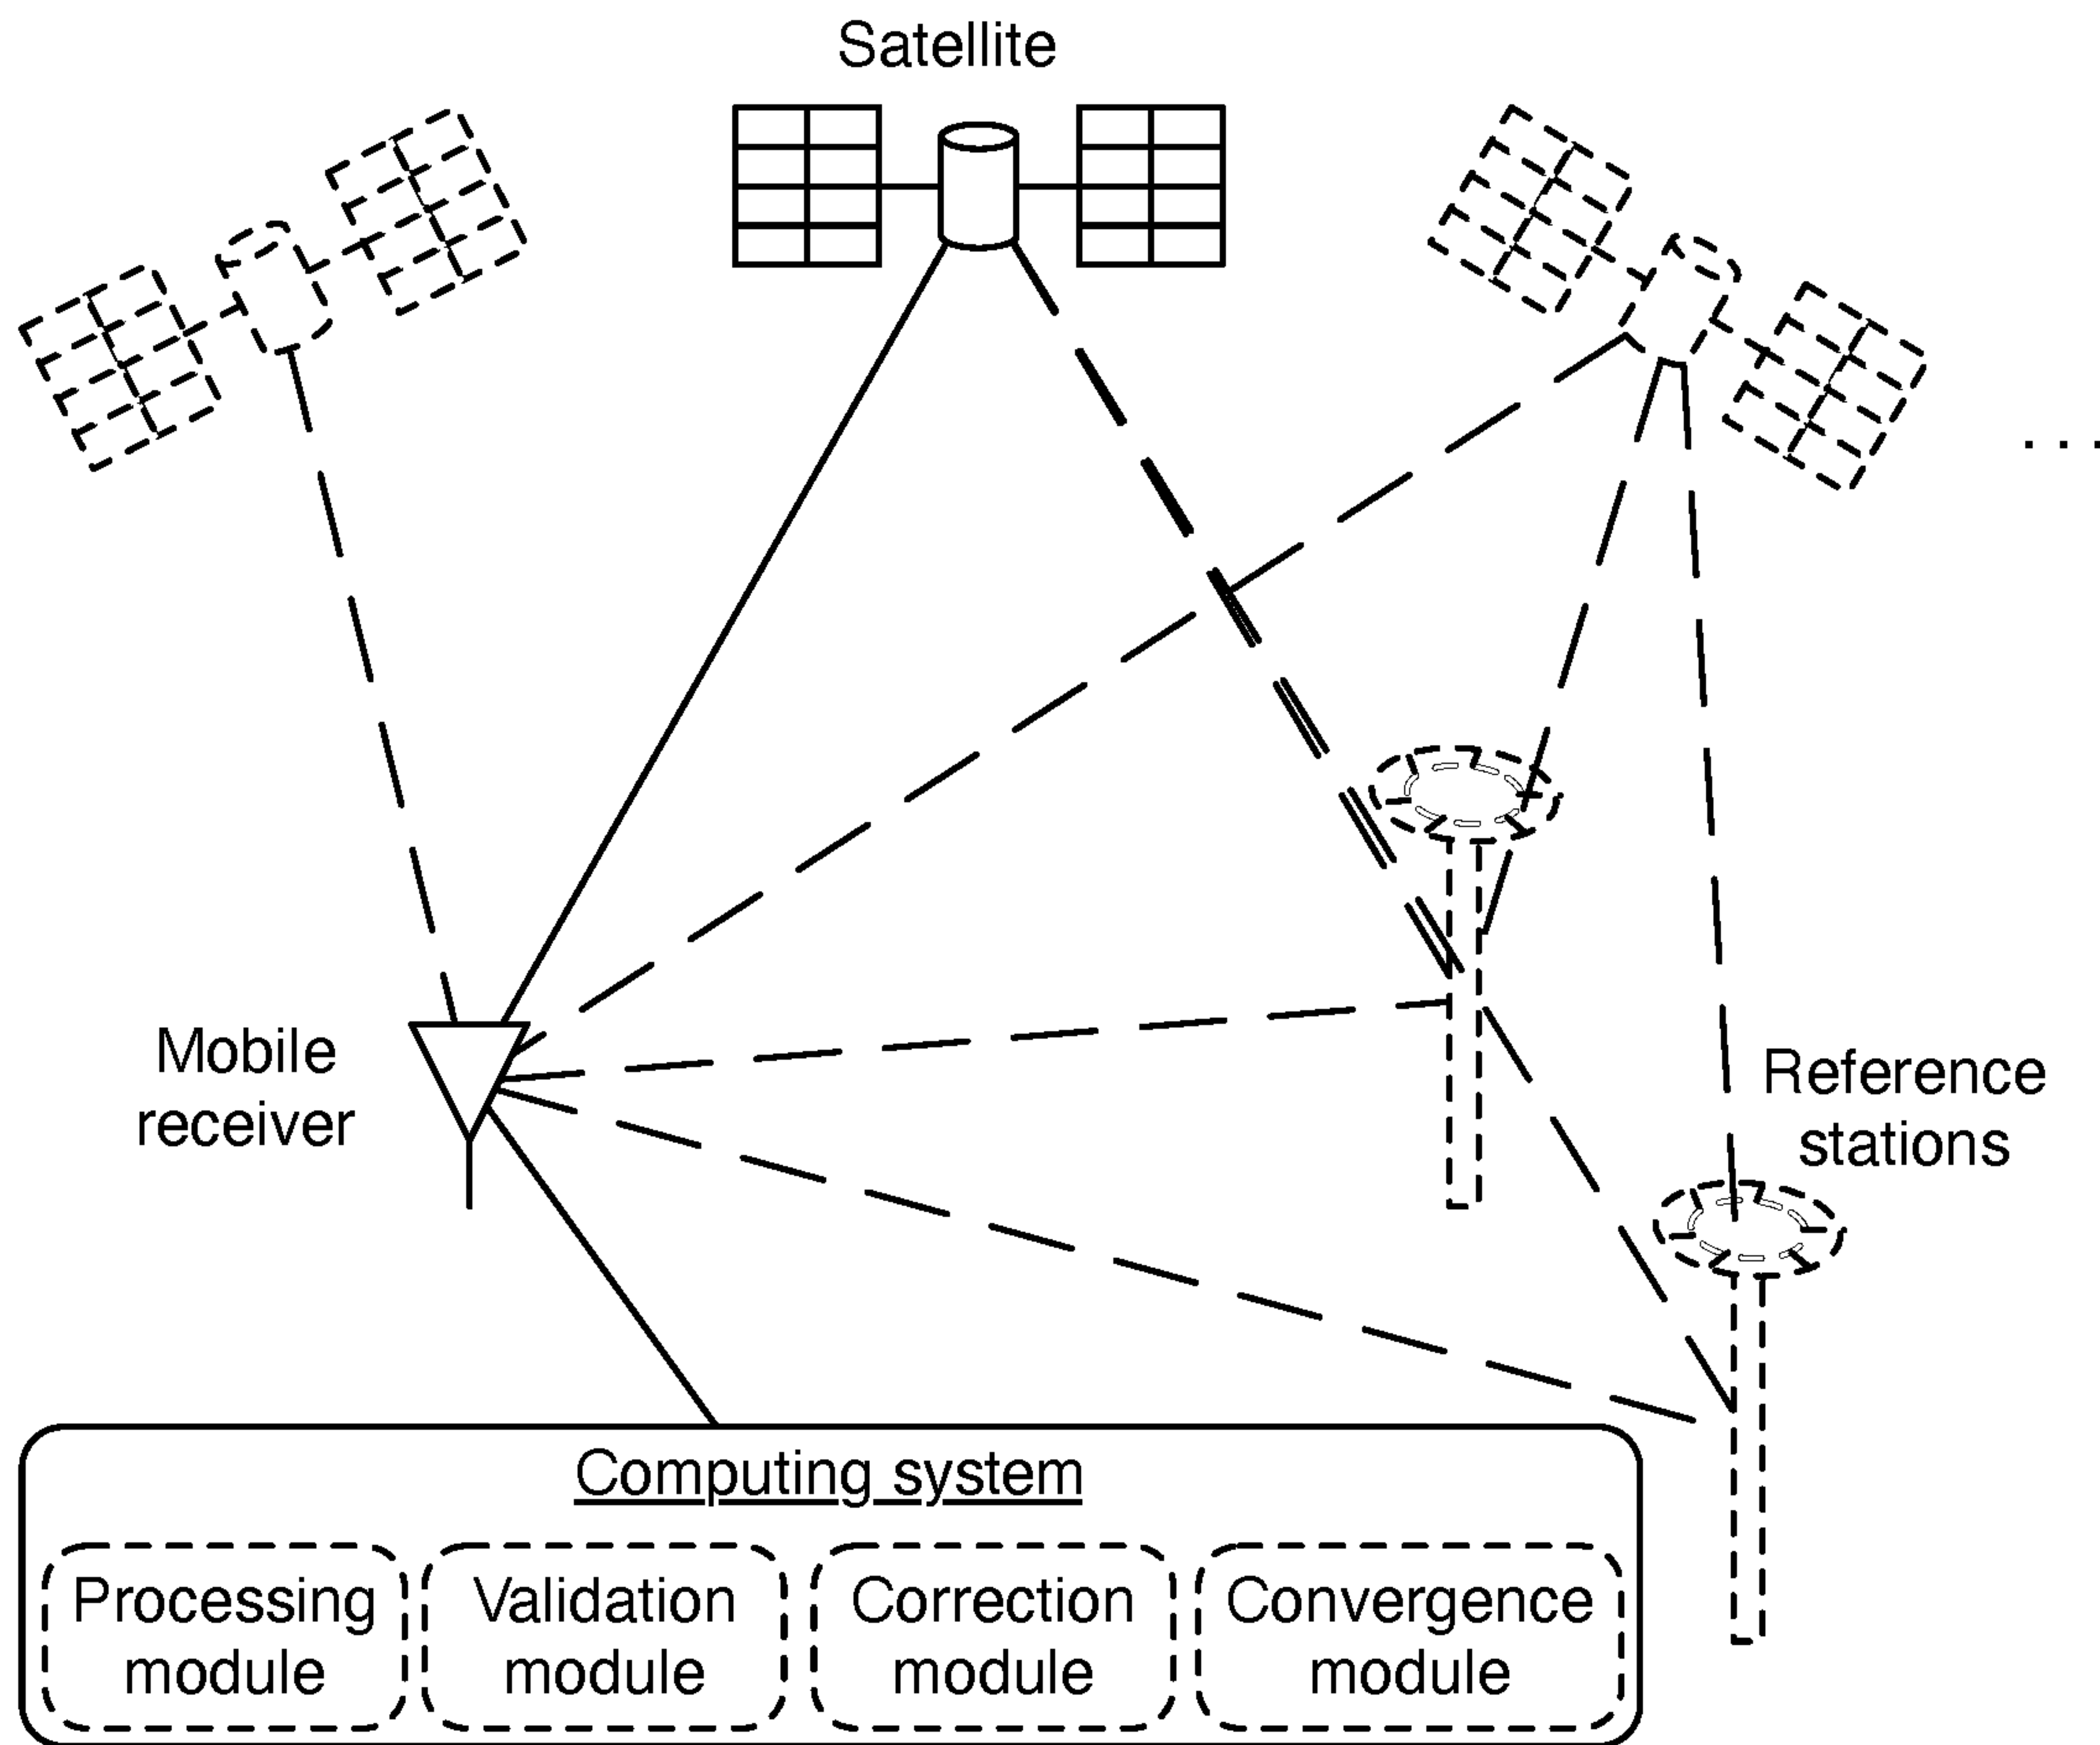 Satellite
. . .
Mobile
receiver
Reference
stations
Computing system
Processing
module
Validation
module
Correction
module
Convergence
module